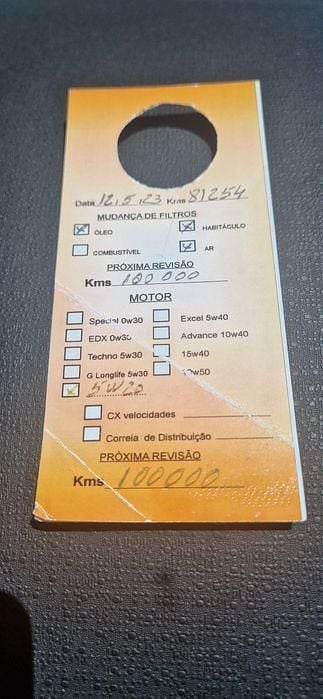 Data 12,5,23 Kms 81254
MUDANÇA DE FILTROS
ÓLEO HABITÁCULO
COMBUSTÍVEL AR
PRÓXIMA REVISÃO
Kms 100 000
MOTOR
Special 0w30 Excel 5w40
EDX 0w30 Advance 10w40
Techno 5w30 15w40
G Longlife 5w30
5W20
CX velocidades
Correia de Distribuição
PRÓXIMA REVISÃO
Kms 100000